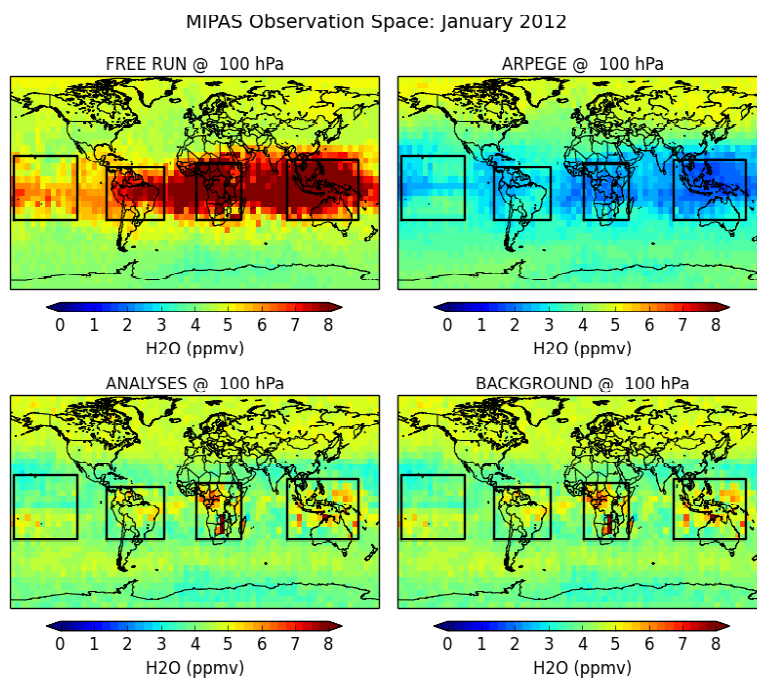 MIPAS Observation Space: January 2012
FREE RUN @ 100 hPa
ARPEGE @ 100 hPa
0 1 2 3 4 5 6 7 8
0 1 2 3 4 5 6 7 8
H2O (ppmv)
H2O (ppmv)
ANALYSES @ 100 hPa
BACKGROUND @ 100 hPa
0 1 2 3 4 5 6 7 8
0 1 2 3 4 5 6 7 8
H2O (ppmv)
H2O (ppmv)